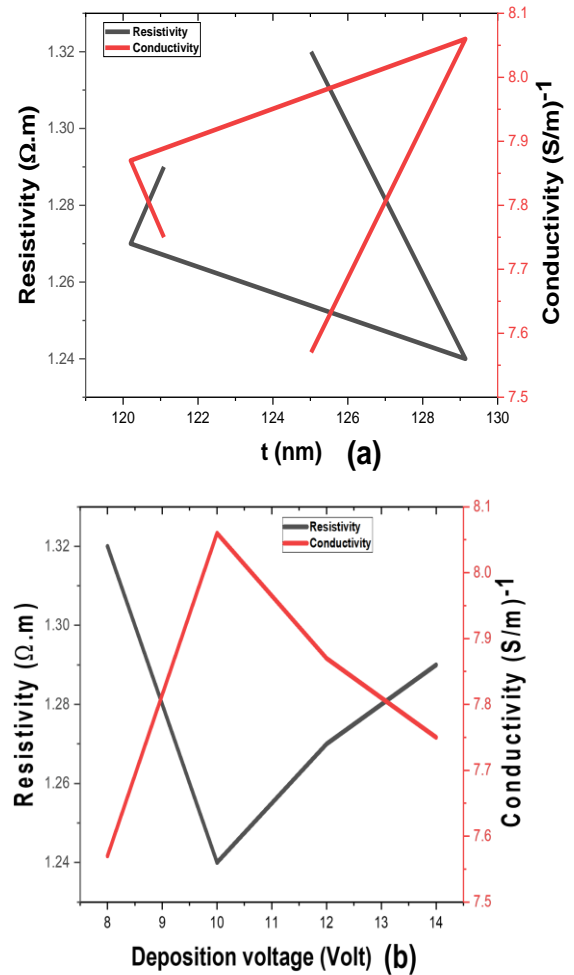 Resistivity
Conductivity
1.32
1.30
1.28
1.26
1.24
Resistivity (Ω.m)
8.1
8.0
7.9
7.8
7.7
7.6
7.5
Conductivity (S/m)-1
120 122 124 126 128 130
t (nm) (a)
Resistivity
Conductivity
1.32
1.30
1.28
1.26
1.24
Resistivity (Ω.m)
8.1
8.0
7.9
7.8
7.7
7.6
7.5
Conductivity (S/m)-1
8 9 10 11 12 13 14
Deposition voltage (Volt) (b)